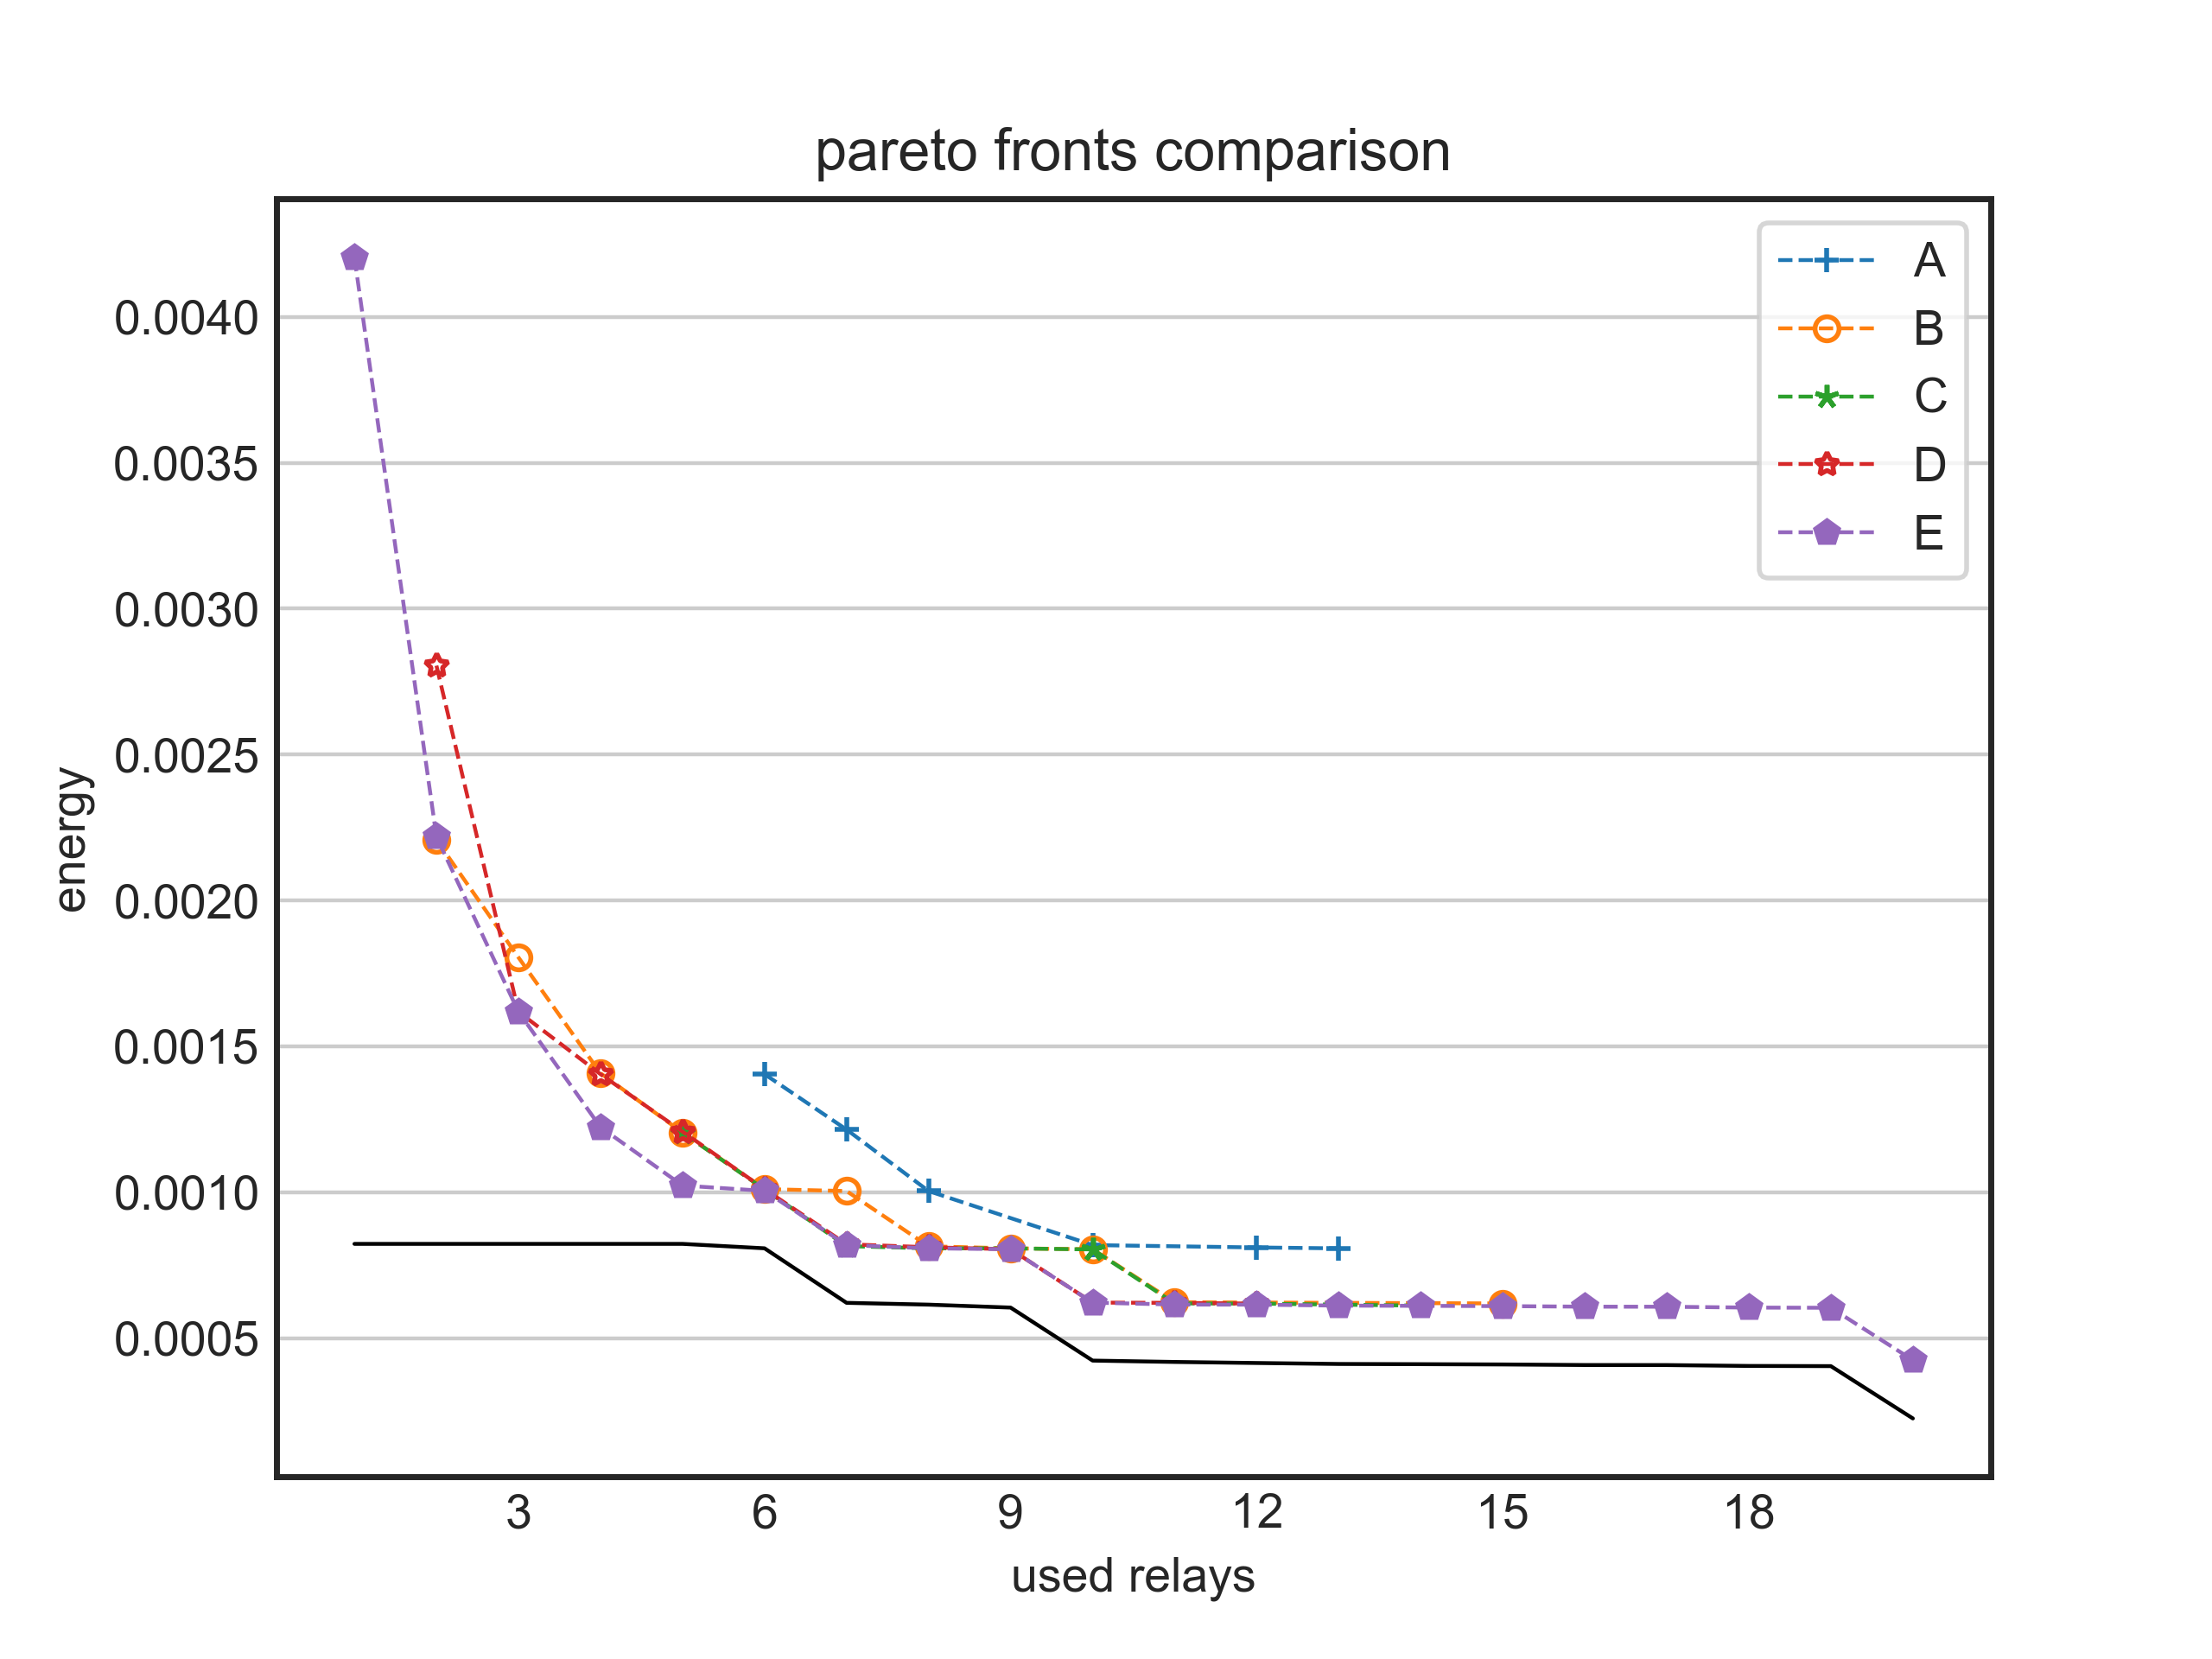 pareto fronts comparison
A
B
C
D
E
0.0040
0.0035
0.0030
0.0025
0.0020
0.0015
0.0010
0.0005
energy
3 6 9 12 15 18
used relays